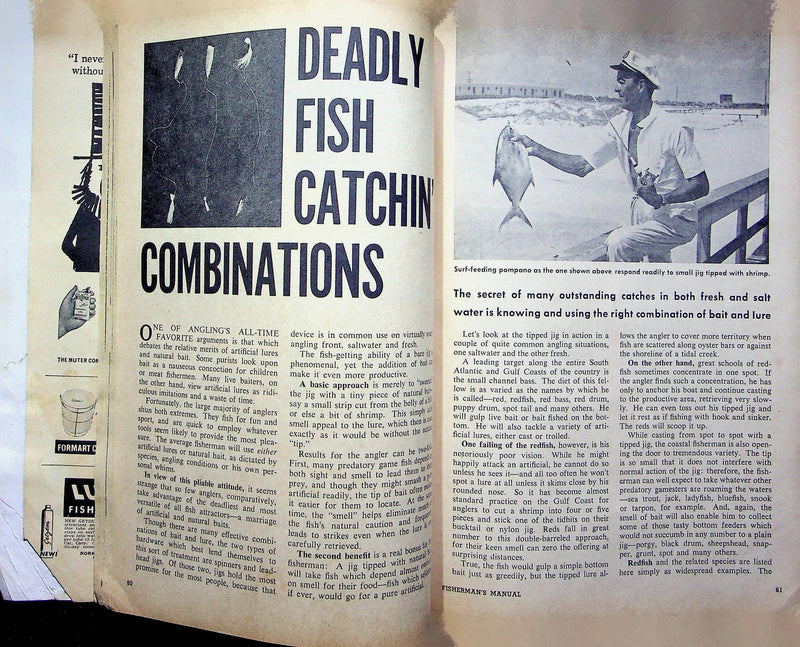 "I never
withou
THE MUTER COM
FORMART C
LU
FISH
NEW!
DEADLY
FISH
CATCHIN'
COMBINATIONS
ONE OF ANGLING'S ALL-TIME
FAVORITE arguments is that which
debates the relative merits of artificial lures
and natural bait. Some purists look upon
bait as a nauseous concoction for children
or meat fishermen. Many live baiters, on
the other hand, view artificial lures as ridi-
culous imitations and a waste of time.
Fortunately, the large majority of anglers
shun both extremes. They fish for fun and
sport, and are quick to employ whatever
tools seem likely to provide the most plea-
sure. The average fisherman will use either
artificial lures or natural bait, as dictated by
species, angling conditions or his own per-
sonal whims.
In view of this pliable attitude, it seems
strange that so few anglers, comparatively,
take advantage of the deadliest and most
versatile of all fish attractors—a marriage
of artificial and natural baits.
Though there are many effective combi-
nations of bait and lure, the two types of
hardware which best lend themselves to
this sort of treatment are spinners and lead-
head jigs. Of those two, jigs hold the most
promise for the most people, because that
60
device is in common use on virtually
angling front, saltwater and fresh.
The fish-getting ability of a bare
phenomenal, yet the addition of bait
make it even more productive.
A basic approach is merely to
the jig with a tiny piece of natural
say a small strip cut from the belly of a
or else a bit of shrimp. This simply
smell appeal to the lure, which then is
exactly as it would be without the
"tip."
Results for the angler can be
First, many predatory game fish depend
both sight and smell to lead them to
prey, and though they might smash a
artificial readily, the tip of bait often
it easier for them to locate. At the
time, the "smell" helps eliminate
the fish's natural caution and
leads to strikes even when the lure is
carefully retrieved.
The second benefit is a real bonus
fisherman: A jig tipped with natural
will take fish which depend almost
on smell for their food—fish which
if ever, would go for a pure artificial.
Surf-feeding pompano as the one shown above respond readily to small jig tipped with shrimp.
The secret of many outstanding catches in both fresh and salt
water is knowing and using the right combination of bait and lure
Let's look at the tipped jig in action in a
couple of quite common angling situations,
one saltwater and the other fresh.
A leading target along the entire South
Atlantic and Gulf Coasts of the country is
the small channel bass. The diet of this fel-
low is as varied as the names by which he
is called—red, redfish, red bass, red drum,
puppy drum, spot tail and many others. He
will gulp live bait or bait fished on the bot-
tom. He will also tackle a variety of arti-
ficial lures, either cast or trolled.
One failing of the redfish, however, is his
notoriously poor vision. While he might
happily attack an artificial, he cannot do so
unless he sees it—and all too often he won't
spot a lure at all unless it skims close by his
rounded nose. So it has become almost
standard practice on the Gulf Coast for
anglers to cut a shrimp into four or five
pieces and stick one of the tidbits on their
bucktail or nylon jig. Reds fall in great
number to this double-barreled approach,
for their keen smell can zero the offering at
surprising distances.
True, the fish would gulp a simple bottom
bait just as greedily, but the tipped lure al-
lows the angler to cover more territory when
fish are scattered along oyster bars or against
the shoreline of a tidal creek.
On the other hand, great schools of red-
fish sometimes concentrate in one spot. If
the angler finds such a concentration, he has
only to anchor his boat and continue casting
to the productive area, retrieving very slow-
ly. He can even toss out his tipped jig and
let it rest as if fishing with hook and sinker.
The reds will scoop it up.
While casting from spot to spot with a
tipped jig, the coastal fisherman is also open-
ing the door to tremendous variety. The tip
is so small that it does not interfere with
normal action of the jig: therefore, the fish-
erman can well expect to take whatever other
predatory gamesters are roaming the waters
—sea trout, jack, ladyfish, bluefish, snook
or tarpon, for example. And, again, the
smell of bait will also enable him to collect
some of those tasty bottom feeders which
would not succumb in any number to a plain
jig—porgy, black drum, sheepshead, snap-
per, grunt, spot and many others.
Redfish and the related species are listed
here simply as widespread examples. The
FISHERMAN'S MANUAL
61